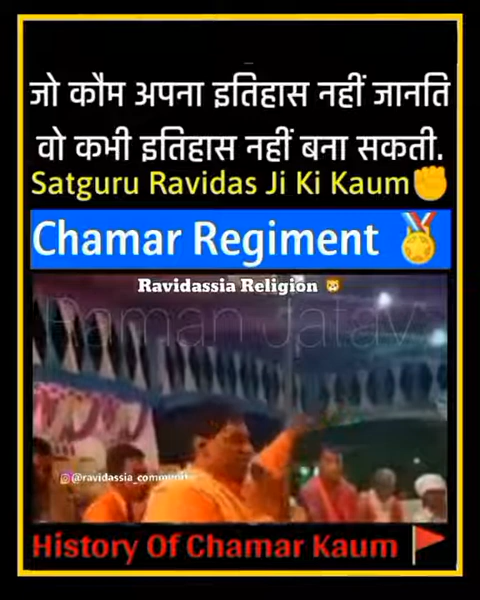 जो कौम अपना इतिहास नहीं जानति
वो कभी इतिहास नहीं बना सकती.
Satguru Ravidas Ji Ki Kaum✊
Chamar Regiment 🏅
Ravidassia Religion 🦁
Raman Jatav
@ravidassia_community
History Of Chamar Kaum 🚩